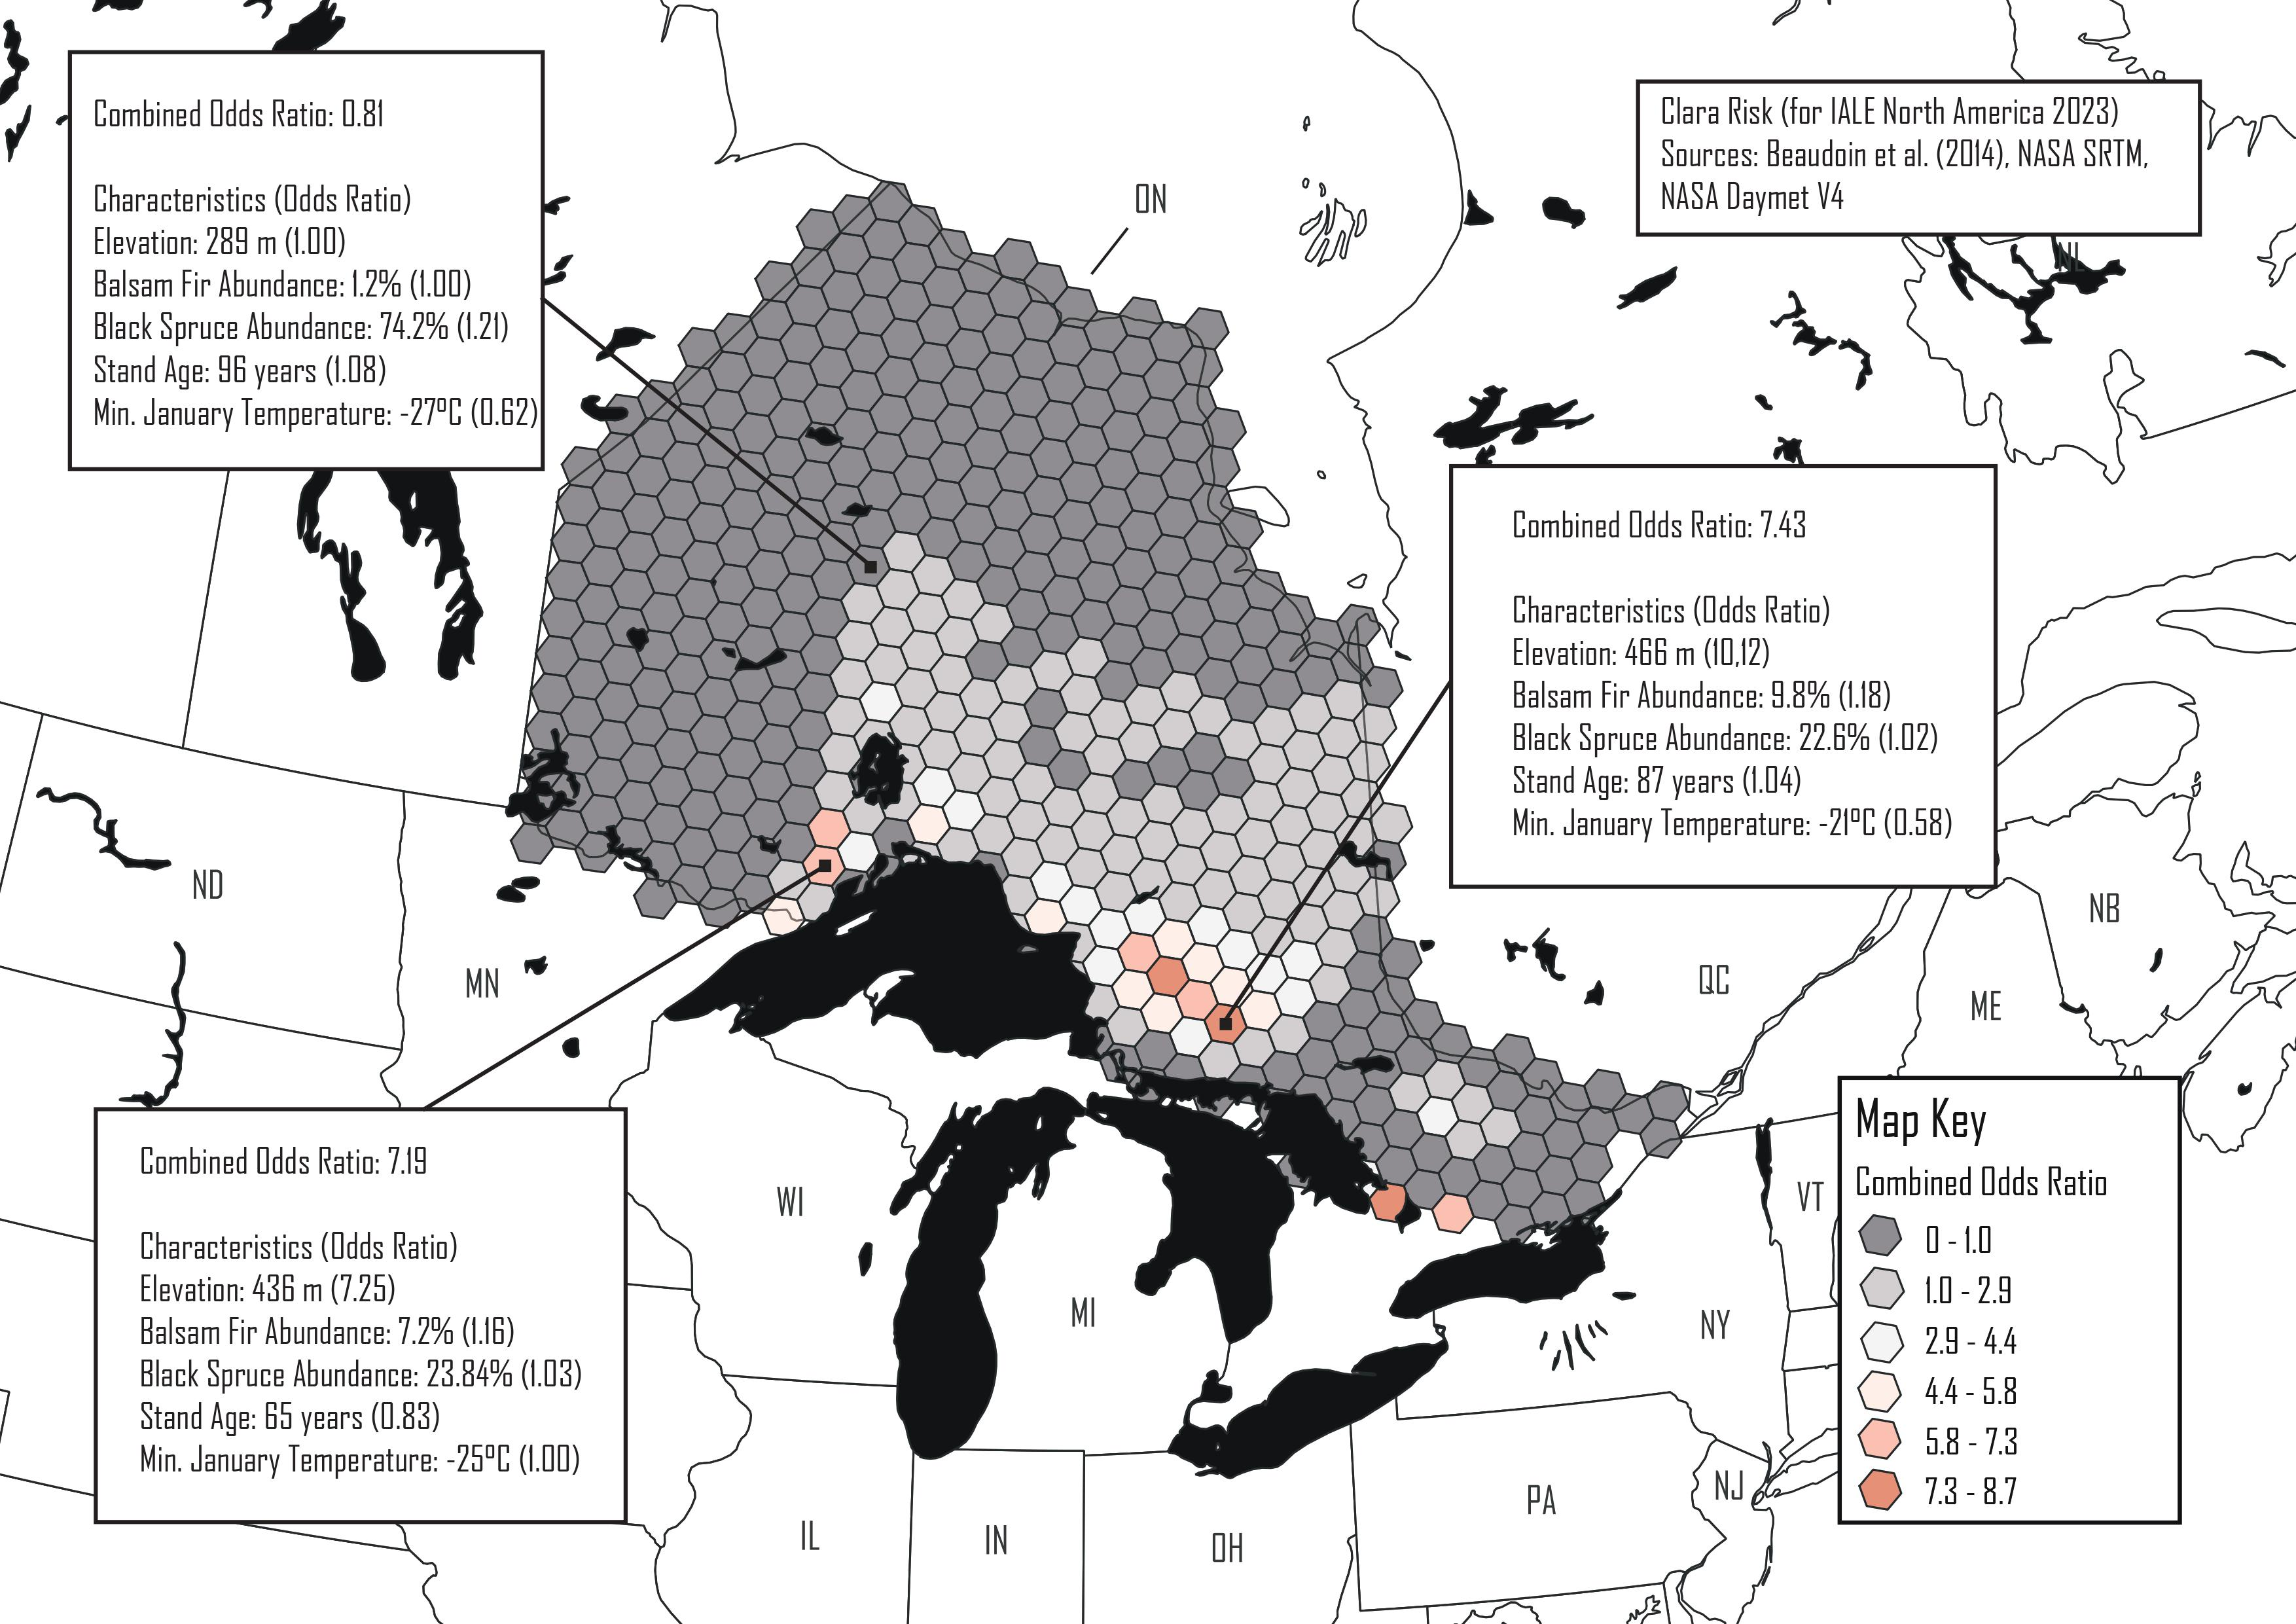 Combined Odds Ratio: 0.81
Characteristics (Odds Ratio)
Elevation: 289 m (1.00)
Balsam Fir Abundance: 1.2% (1.00)
Black Spruce Abundance: 74.2% (1.21)
Stand Age: 96 years (1.08)
Min. January Temperature: -27ºC (0.62)
Clara Risk (for IALE North America 2023)
Sources: Beaudoin et al. (2014), NASA SRTM,
NASA Daymet V4
ON
NL
Combined Odds Ratio: 7.43
Characteristics (Odds Ratio)
Elevation: 466 m (10,12)
Balsam Fir Abundance: 9.8% (1.18)
Black Spruce Abundance: 22.6% (1.02)
Stand Age: 87 years (1.04)
Min. January Temperature: -21ºC (0.58)
ND
MN
QC
NB
ME
Combined Odds Ratio: 7.19
Characteristics (Odds Ratio)
Elevation: 436 m (7.25)
Balsam Fir Abundance: 7.2% (1.16)
Black Spruce Abundance: 23.84% (1.03)
Stand Age: 65 years (0.83)
Min. January Temperature: -25ºC (1.00)
WI
MI
VT
NY
IL
IN
OH
PA
NJ
Map Key
Combined Odds Ratio
0 - 1.0
1.0 - 2.9
2.9 - 4.4
4.4 - 5.8
5.8 - 7.3
7.3 - 8.7